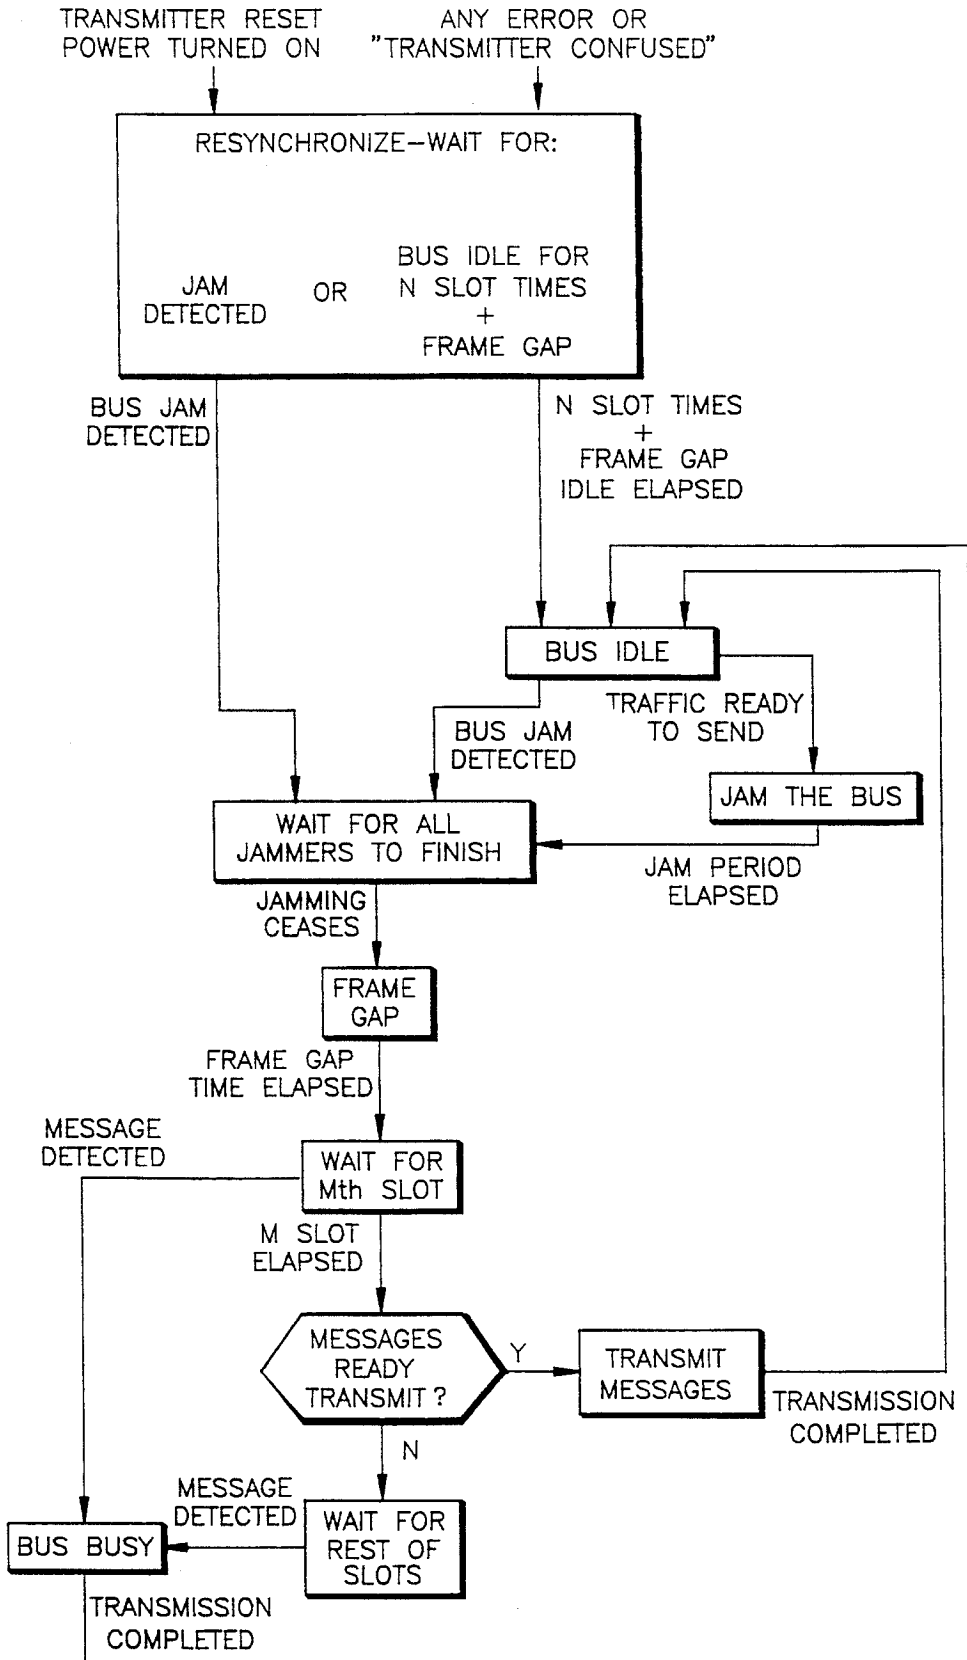 TRANSMITTER RESET
POWER TURNED ON
ANY ERROR OR
"TRANSMITTER CONFUSED"
RESYNCHRONIZE-WAIT FOR:
JAM
DETECTED
OR
BUS IDLE FOR
N SLOT TIMES
+
FRAME GAP
BUS JAM
DETECTED
N SLOT TIMES
+
FRAME GAP
IDLE ELAPSED
BUS IDLE
TRAFFIC READY
TO SEND
BUS JAM
DETECTED
JAM THE BUS
WAIT FOR ALL
JAMMERS TO FINISH
JAM PERIOD
ELAPSED
JAMMING
CEASES
FRAME
GAP
FRAME GAP
TIME ELAPSED
MESSAGE
DETECTED
WAIT FOR
Mth SLOT
M SLOT
ELAPSED
MESSAGES
READY
TRANSMIT?
Y
TRANSMIT
MESSAGES
TRANSMISSION
COMPLETED
N
MESSAGE
DETECTED
WAIT FOR
REST OF
SLOTS
BUS BUSY
TRANSMISSION
COMPLETED